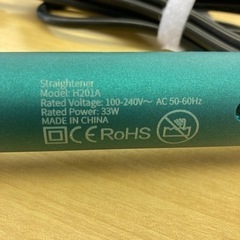 Straightener
Model: H201A
Rated Voltage: 100-240V~ AC 50-60Hz
Rated Power: 33W
MADE IN CHINA
CE RoHS